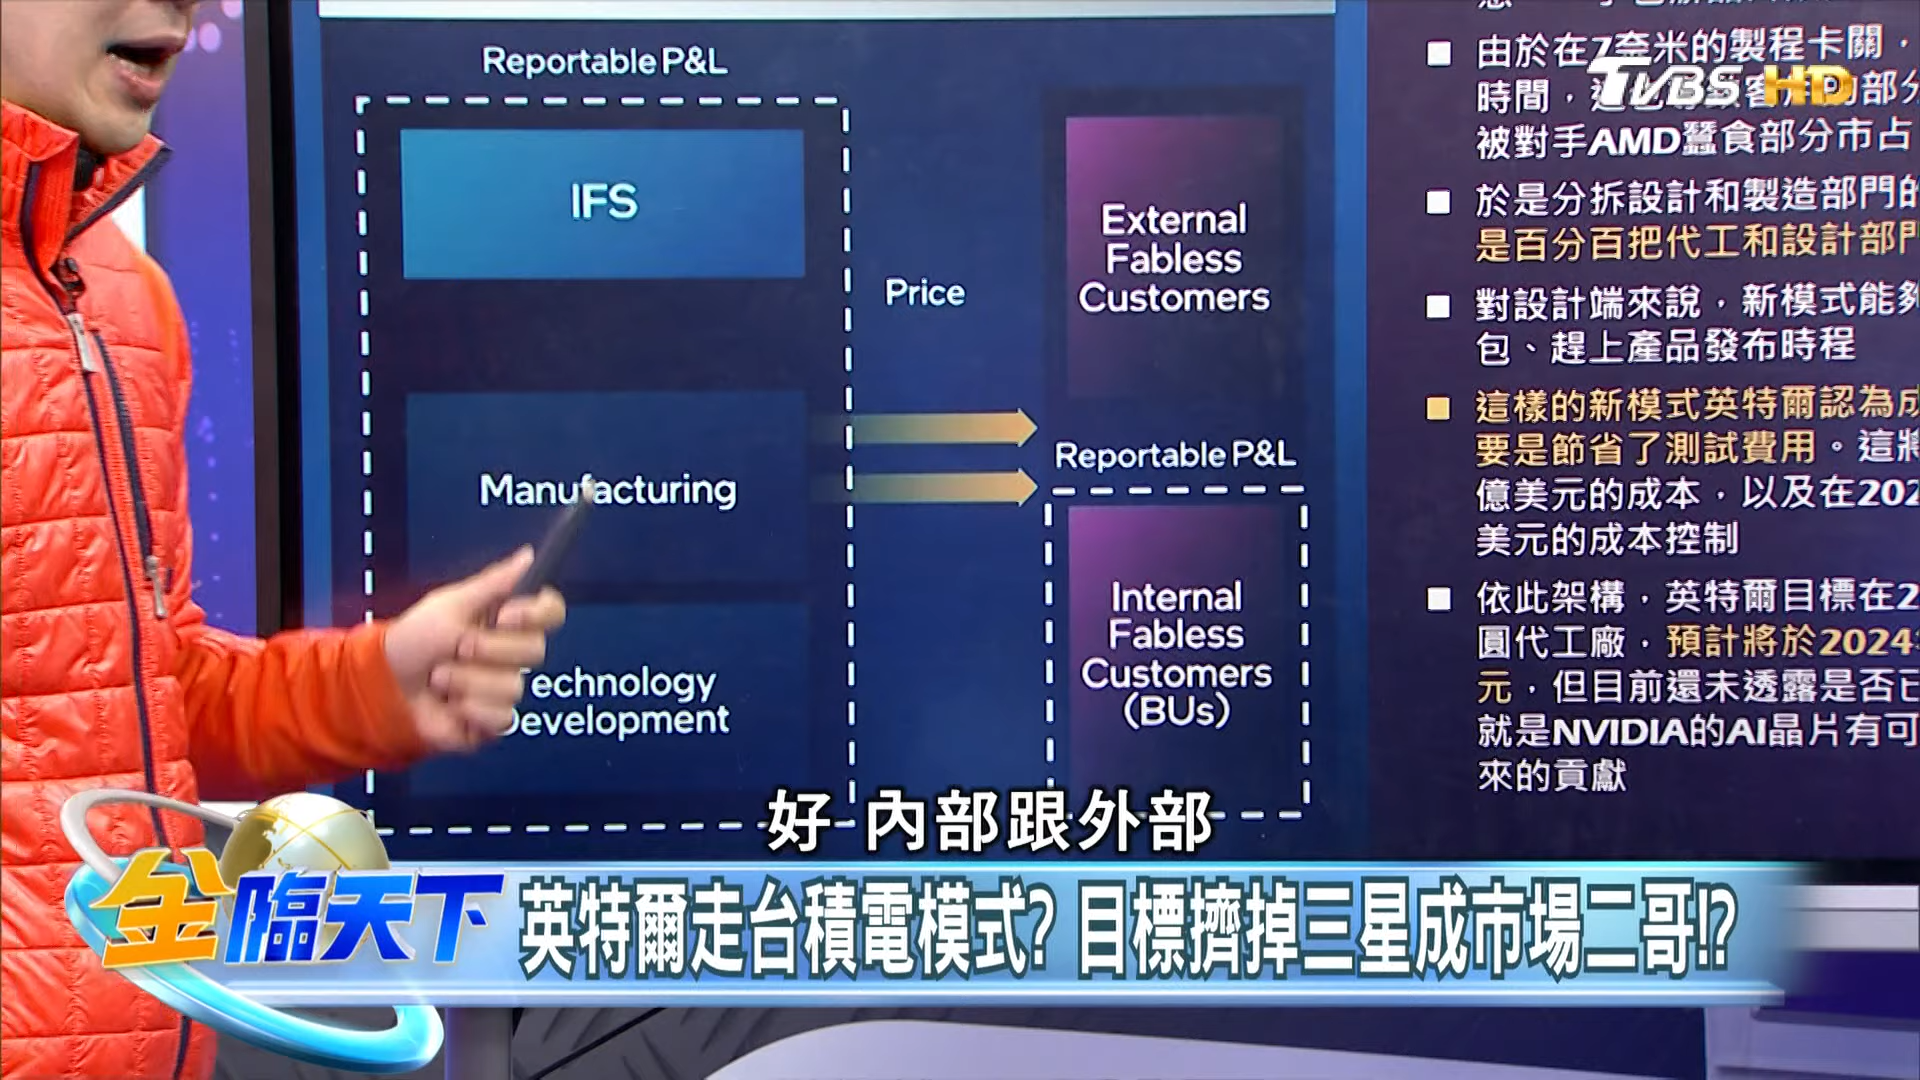 Reportable P&L
IFS
Manufacturing
Technology
Development
Price
External
Fabless
Customers
Reportable P&L
Internal
Fabless
Customers
(BUs)
由於在7奈米的製程卡關，
時間，
部分
被對手AMD蠶食部分市占
於是分拆設計和製造部門的
是百分百把代工和設計部門
對設計端來說，新模式能夠
包、趕上產品發布時程
這樣的新模式英特爾認為成
要是節省了測試費用。這將
億美元的成本，以及在202
美元的成本控制
依此架構，英特爾目標在2
圓代工廠，預計將於2024
元，但目前還未透露是否已
就是NVIDIA的AI晶片有可
來的貢獻
TVBS HD
好 內部跟外部
金臨天下
英特爾走台積電模式? 目標擠掉三星成市場二哥!?